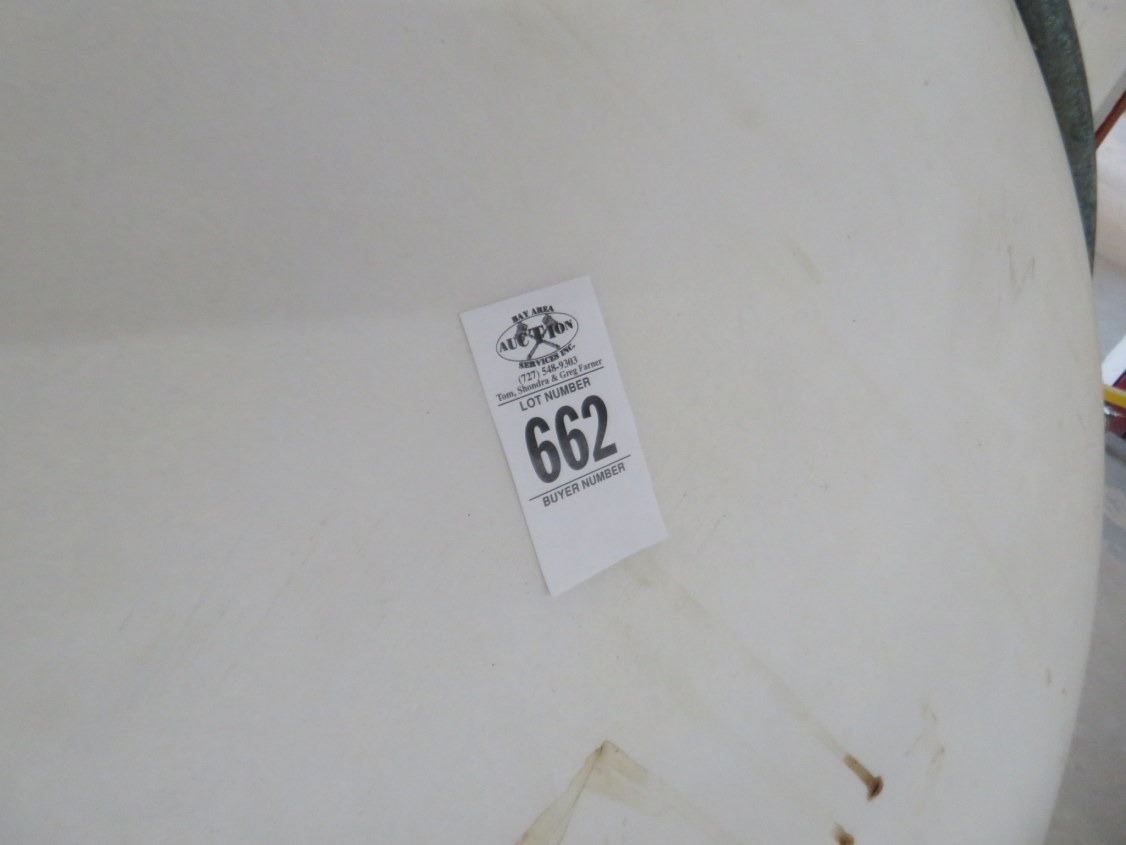 BAY AREA
AUCTION
SERVICES INC.
(727) 548-9303
Tom, Shondra & Greg Farner
LOT NUMBER
662
BUYER NUMBER